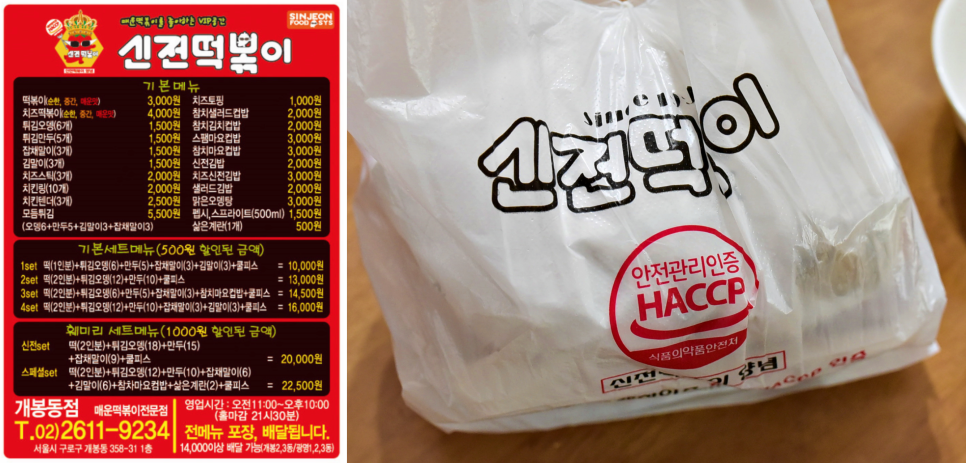 매운떡볶이를 좋아하는 VIP공간
SINJEON
FOOD SYS
신전떡볶이
신전떡볶이
기본메뉴
떡볶이(순한, 중간, 매운맛) 3,000원
치즈떡볶이(순한, 중간, 매운맛) 4,000원
튀김오뎅(6개) 1,500원
튀김만두(5개) 1,500원
잡채말이(3개) 1,500원
김말이(3개) 1,500원
치즈스틱(3개) 2,000원
치킨링(10개) 2,000원
치킨텐더(3개) 2,500원
모듬튀김 5,500원
(오뎅6+만두5+김말이3+잡채말이3)
치즈토핑 1,000원
참치샐러드컵밥 2,000원
참치김치컵밥 2,000원
스팸마요컵밥 3,000원
참치마요컵밥 3,000원
신전김밥 2,000원
치즈신전김밥 3,000원
샐러드김밥 2,000원
맑은오뎅탕 3,000원
펩시,스프라이트(500ml) 1,500원
삶은계란(1개) 500원
기본세트메뉴(500원 할인된 금액)
1set 떡(1인분)+튀김오뎅(6)+만두(5)+잡채말이(3)+김말이(3)+쿨피스 = 10,000원
2set 떡(2인분)+튀김오뎅(12)+만두(10)+쿨피스 = 13,000원
3set 떡(2인분)+튀김오뎅(6)+만두(5)+잡채말이(3)+참치마요컵밥+쿨피스 = 14,500원
4set 떡(2인분)+튀김오뎅(12)+만두(10)+잡채말이(3)+김말이(3)+쿨피스 = 16,000원
훼미리 세트메뉴(1000원 할인된 금액)
신전set 떡(2인분)+튀김오뎅(18)+만두(15)
+잡채말이(9)+쿨피스 = 20,000원
스페셜set 떡(2인분)+튀김오뎅(12)+만두(10)+잡채말이(6)
+김말이(6)+참치마요컵밥+삶은계란(2)+쿨피스 = 22,500원
개봉동점 매운떡볶이전문점
T.02)2611-9234
서울시 구로구 개봉동 358-31 1층
영업시간 : 오전11:00~오후10:00
(홀마감 21시30분)
전메뉴 포장, 배달됩니다.
14,000이상 배달 가능(개봉2,3동/광명1,2,3동)
신전떡이
안전관리인증
HACCP
식품의약품안전처
양념
HACCP 인증